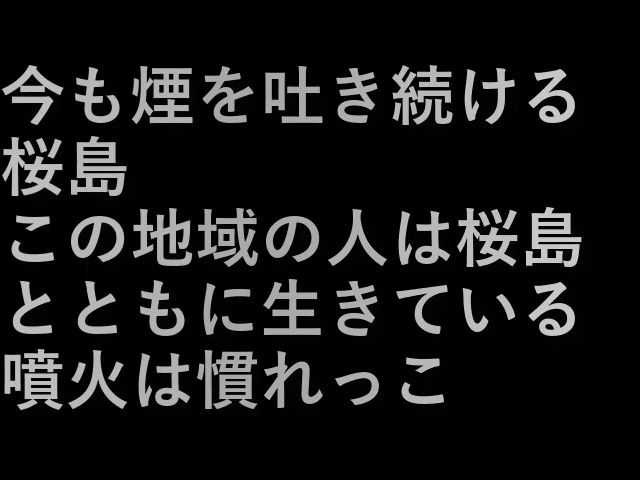 今も煙を吐き続ける
桜島
この地域の人は桜島
とともに生きている
噴火は慣れっこ